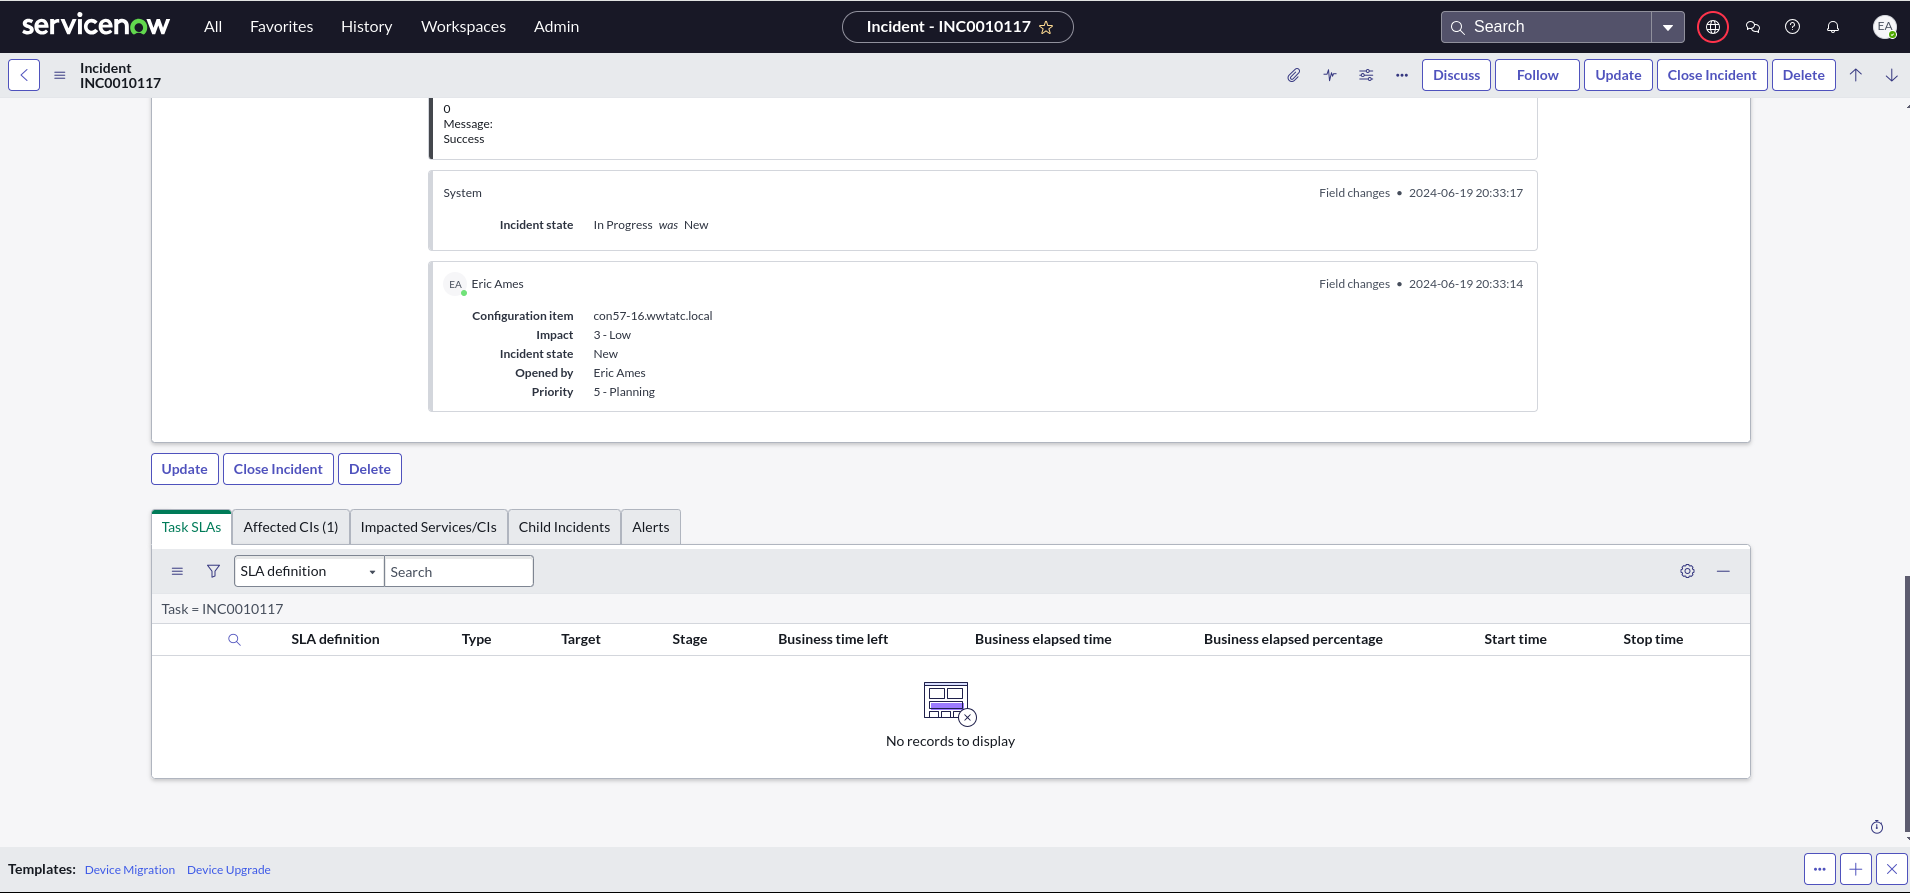 servicenow All Favorites History Workspaces Admin Incident - INC0010117 Search EA
Incident
INC0010117
Discuss Follow Update Close Incident Delete
0
Message:
Success
System Field changes • 2024-06-19 20:33:17
Incident state In Progress was New
EA Eric Ames Field changes • 2024-06-19 20:33:14
Configuration item con57-16.wwtatc.local
Impact 3 - Low
Incident state New
Opened by Eric Ames
Priority 5 - Planning
Update Close Incident Delete
Task SLAs Affected CIs (1) Impacted Services/CIs Child Incidents Alerts
SLA definition Search
Task = INC0010117
SLA definition Type Target Stage Business time left Business elapsed time Business elapsed percentage Start time Stop time
No records to display
Templates: Device Migration Device Upgrade